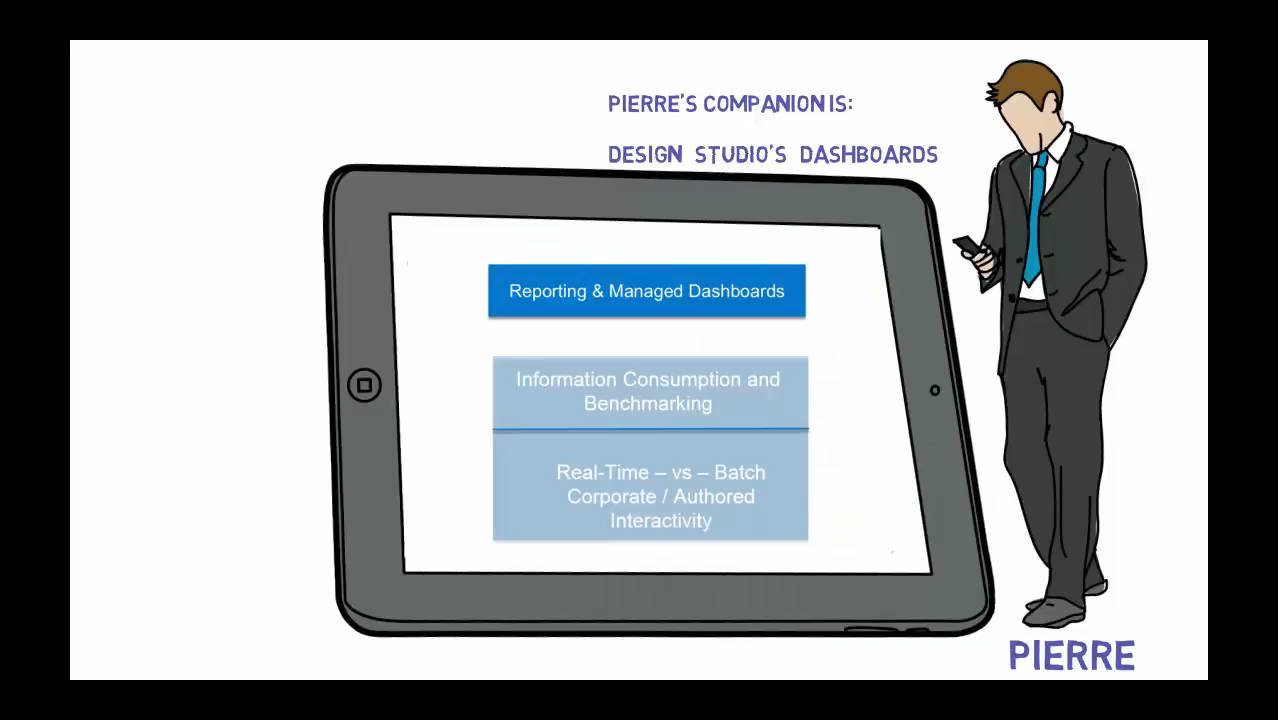 PIERRE'S COMPANION IS:
DESIGN STUDIO'S DASHBOARDS
Reporting & Managed Dashboards
Information Consumption and
Benchmarking
Real-Time – vs – Batch
Corporate / Authored
Interactivity
PIERRE